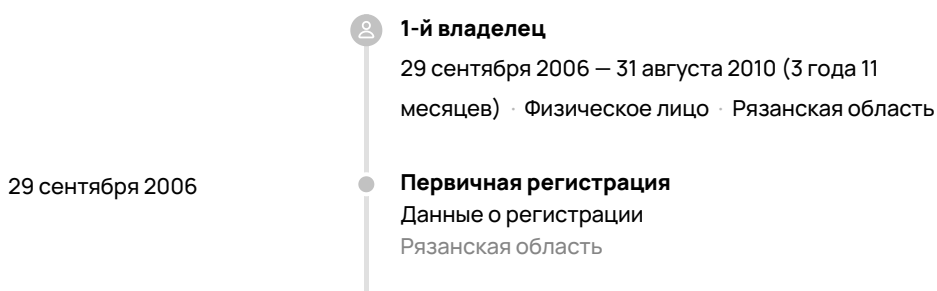 1-й владелец
29 сентября 2006 — 31 августа 2010 (3 года 11
месяцев) · Физическое лицо · Рязанская область
29 сентября 2006
Первичная регистрация
Данные о регистрации
Рязанская область